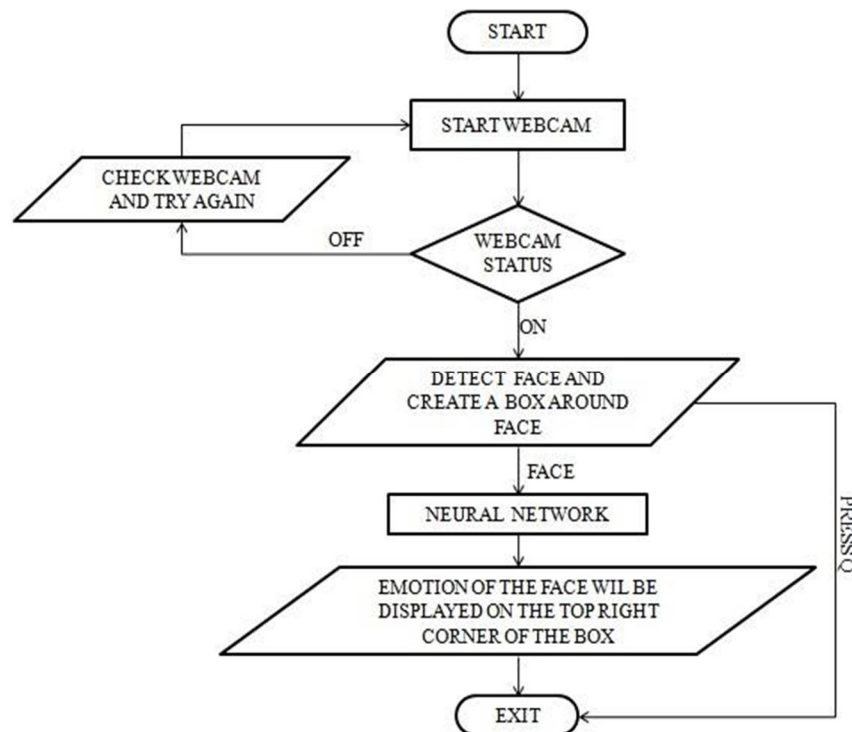 START
START WEBCAM
CHECK WEBCAM
AND TRY AGAIN
OFF
WEBCAM
STATUS
ON
DETECT FACE AND
CREATE A BOX AROUND
FACE
FACE
NEURAL NETWORK
PRESS Q
EMOTION OF THE FACE WIL BE
DISPLAYED ON THE TOP RIGHT
CORNER OF THE BOX
EXIT